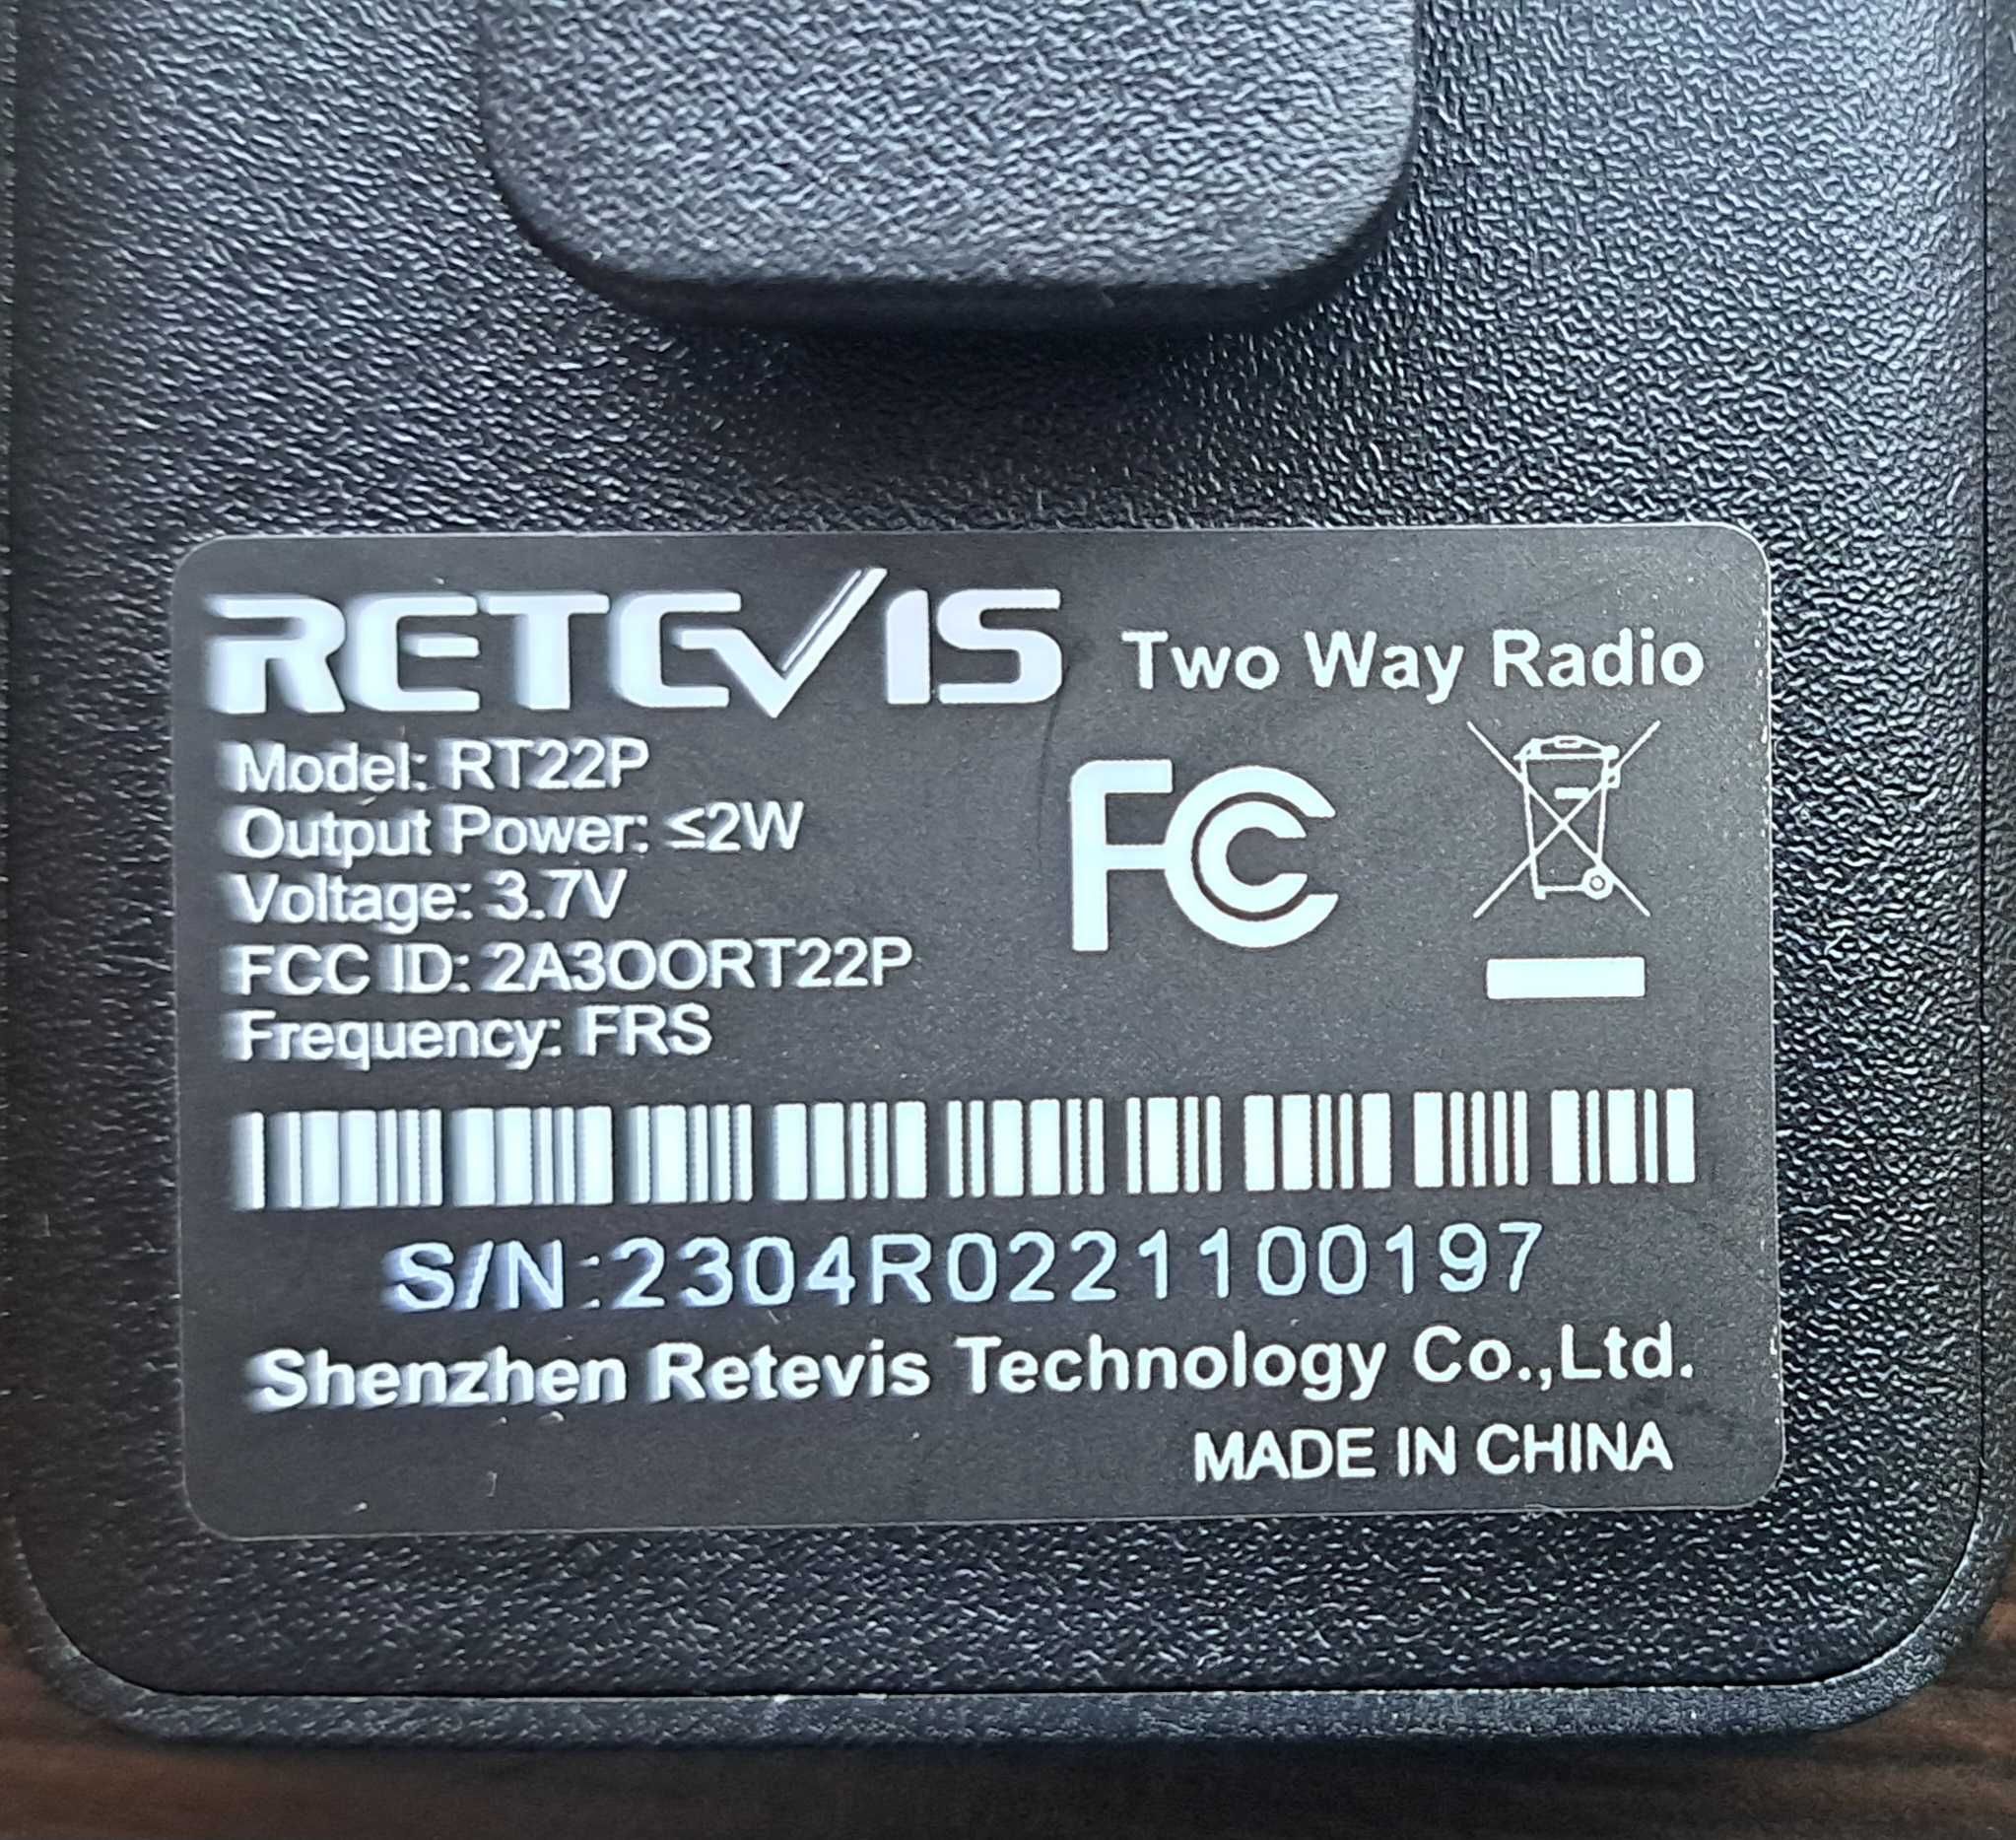 RETEVIS Two Way Radio
Model: RT22P
Output Power: ≤2W
Voltage: 3.7V
FCC ID: 2A3OORT22P
Frequency: FRS
FC
S/N:2304R0221100197
Shenzhen Retevis Technology Co.,Ltd.
MADE IN CHINA